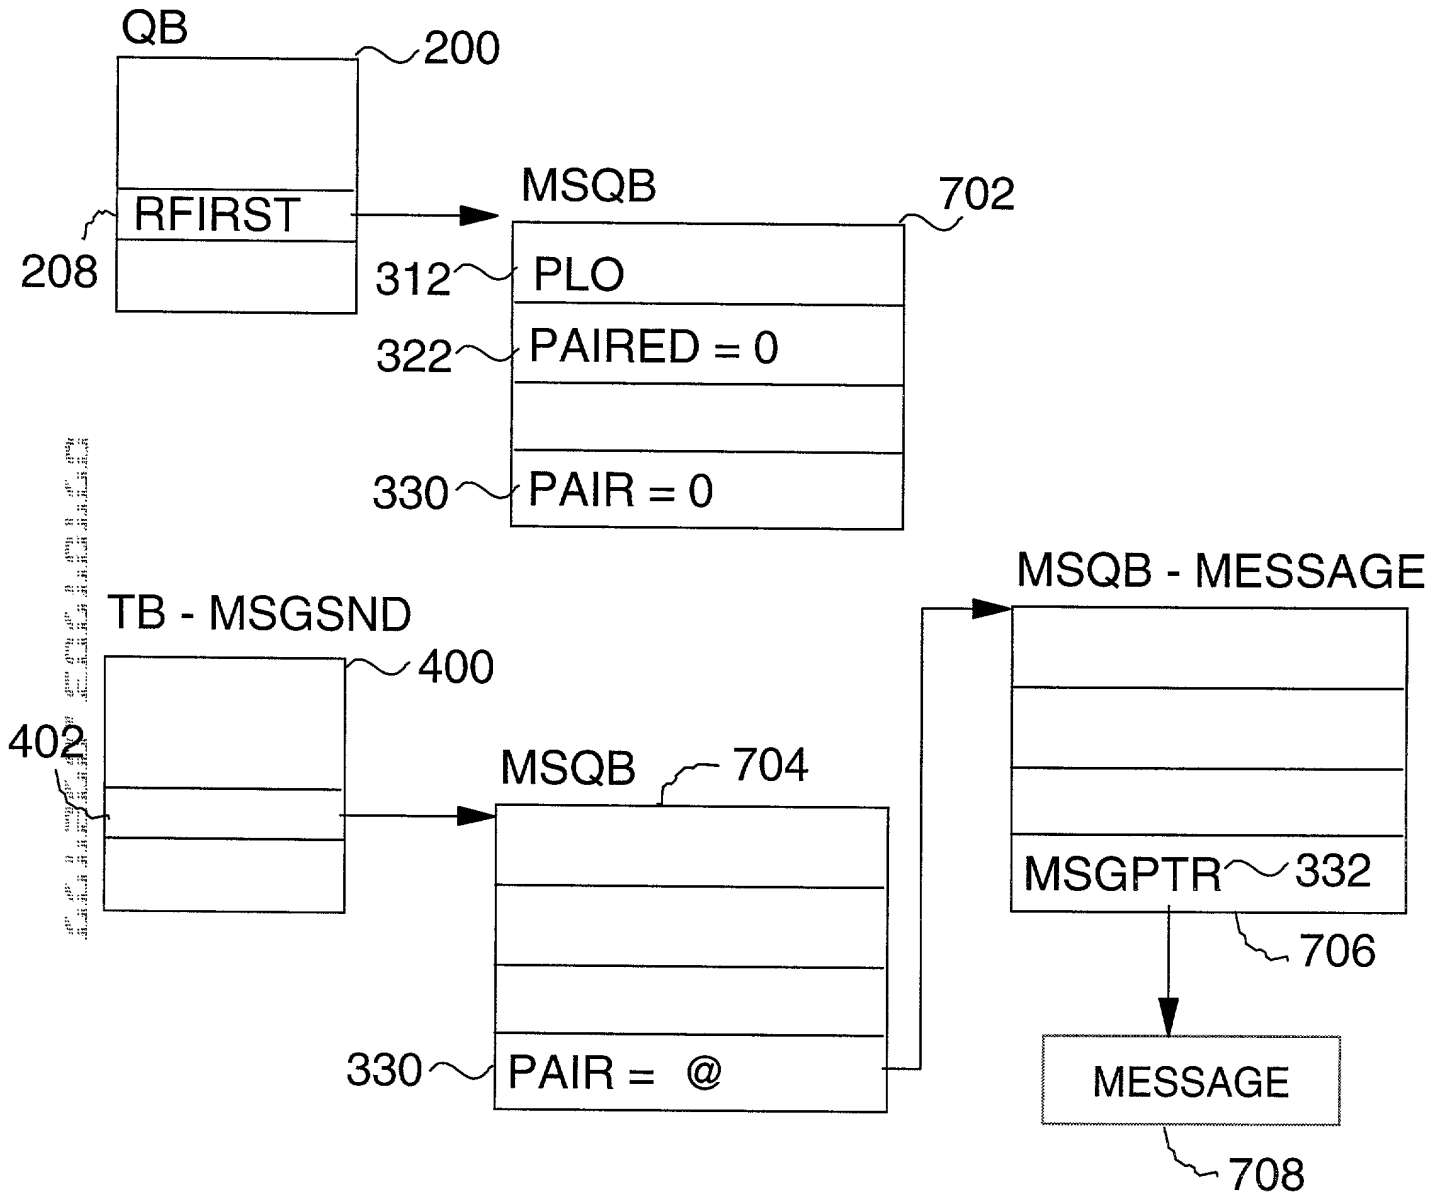 QB
200
RFIRST
208
MSQB
702
312 PLO
322 PAIRED = 0
330 PAIR = 0
TB - MSGSND
400
402
MSQB
704
330 PAIR = @
MSQB - MESSAGE
MSGPTR 332
706
MESSAGE
708